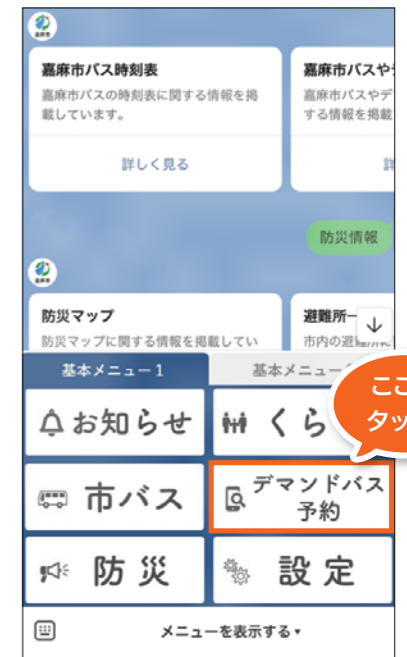 嘉麻市バス時刻表
嘉麻市バスの時刻表に関する情報を掲
載しています。
詳しく見る
嘉麻市バスや
嘉麻市バスやデ
する情報を掲載
詳
防災情報
防災マップ
防災マップに関する情報を掲載してい
避難所一
市内の避難所に
基本メニュー1
基本メニュー
ここ
タッ
お知らせ
くら
市バス
デマンドバス
予約
防災
設定
メニューを表示する▾